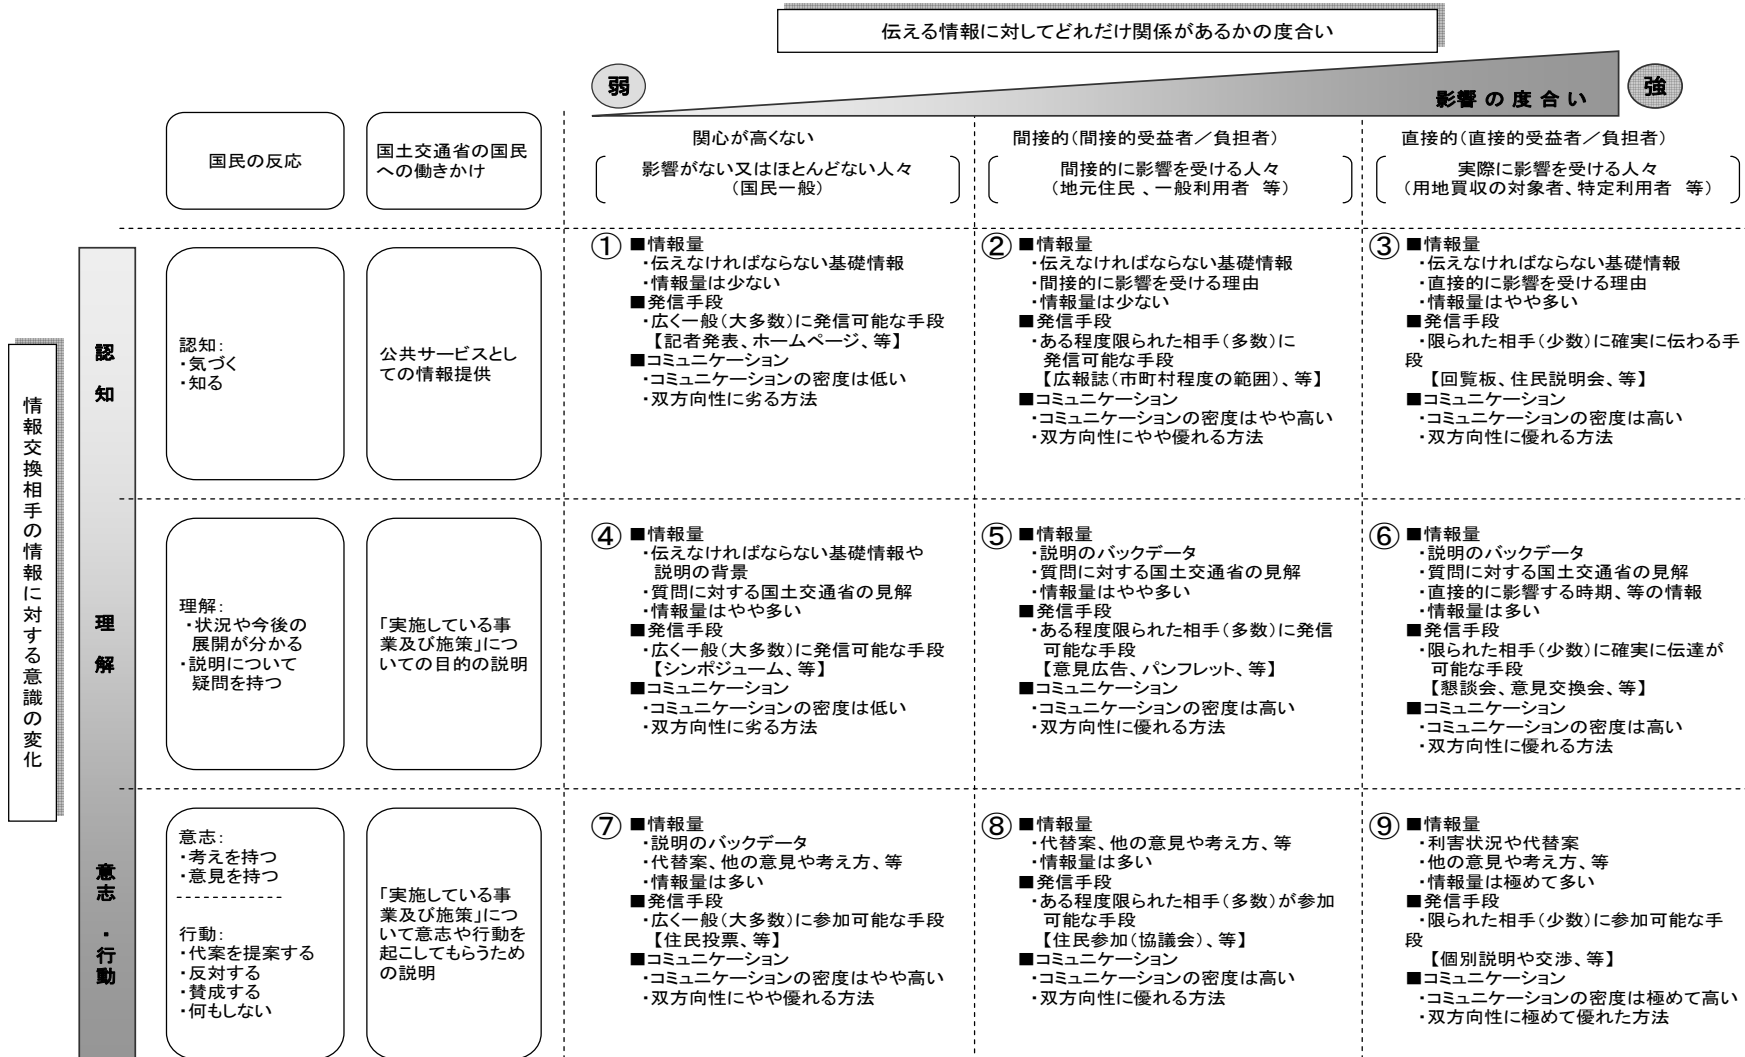 伝える情報に対してどれだけ関係があるかの度合い
弱
強
影響の度合い
国民の反応
国土交通省の国民
への働きかけ
関心が高くない
影響がない又はほとんどない人々
（国民一般）
間接的（間接的受益者／負担者）
間接的に影響を受ける人々
（地元住民、一般利用者　等）
直接的（直接的受益者／負担者）
実際に影響を受ける人々
（用地買収の対象者、特定利用者　等）
情報交換相手の情報に対する意識の変化
認知
認知：
・気づく
・知る
公共サービスとし
ての情報提供
① ■情報量
・伝えなければならない基礎情報
・情報量は少ない
■発信手段
・広く一般（大多数）に発信可能な手段
【記者発表、ホームページ、等】
■コミュニケーション
・コミュニケーションの密度は低い
・双方向性に劣る方法
② ■情報量
・伝えなければならない基礎情報
・間接的に影響を受ける理由
・情報量は少ない
■発信手段
・ある程度限られた相手（多数）に
発信可能な手段
【広報誌（市町村程度の範囲）、等】
■コミュニケーション
・コミュニケーションの密度はやや高い
・双方向性にやや優れる方法
③ ■情報量
・伝えなければならない基礎情報
・直接的に影響を受ける理由
・情報量はやや多い
■発信手段
・限られた相手（少数）に確実に伝わる手
段
【回覧板、住民説明会、等】
■コミュニケーション
・コミュニケーションの密度は高い
・双方向性に優れる方法
理解
理解：
・状況や今後の
展開が分かる
・説明について
疑問を持つ
「実施している事
業及び施策」につ
いての目的の説明
④ ■情報量
・伝えなければならない基礎情報や
説明の背景
・質問に対する国土交通省の見解
・情報量はやや多い
■発信手段
・広く一般（大多数）に発信可能な手段
【シンポジューム、等】
■コミュニケーション
・コミュニケーションの密度は低い
・双方向性に劣る方法
⑤ ■情報量
・説明のバックデータ
・質問に対する国土交通省の見解
・情報量はやや多い
■発信手段
・ある程度限られた相手（多数）に発信
可能な手段
【意見広告、パンフレット、等】
■コミュニケーション
・コミュニケーションの密度は高い
・双方向性に優れる方法
⑥ ■情報量
・説明のバックデータ
・質問に対する国土交通省の見解
・直接的に影響する時期、等の情報
・情報量は多い
■発信手段
・限られた相手（少数）に確実に伝達が
可能な手段
【懇談会、意見交換会、等】
■コミュニケーション
・コミュニケーションの密度は高い
・双方向性に優れる方法
意志・行動
意志：
・考えを持つ
・意見を持つ
行動：
・代案を提案する
・反対する
・賛成する
・何もしない
「実施している事
業及び施策」につ
いて意志や行動を
起こしてもらうため
の説明
⑦ ■情報量
・説明のバックデータ
・代替案、他の意見や考え方、等
・情報量は多い
■発信手段
・広く一般（大多数）に参加可能な手段
【住民投票、等】
■コミュニケーション
・コミュニケーションの密度はやや高い
・双方向性にやや優れる方法
⑧ ■情報量
・代替案、他の意見や考え方、等
・情報量は多い
■発信手段
・ある程度限られた相手（多数）が参加
可能な手段
【住民参加（協議会）、等】
■コミュニケーション
・コミュニケーションの密度は高い
・双方向性に優れる方法
⑨ ■情報量
・利害状況や代替案
・他の意見や考え方、等
・情報量は極めて多い
■発信手段
・限られた相手（少数）に参加可能な手
段
【個別説明や交渉、等】
■コミュニケーション
・コミュニケーションの密度は極めて高い
・双方向性に極めて優れた方法